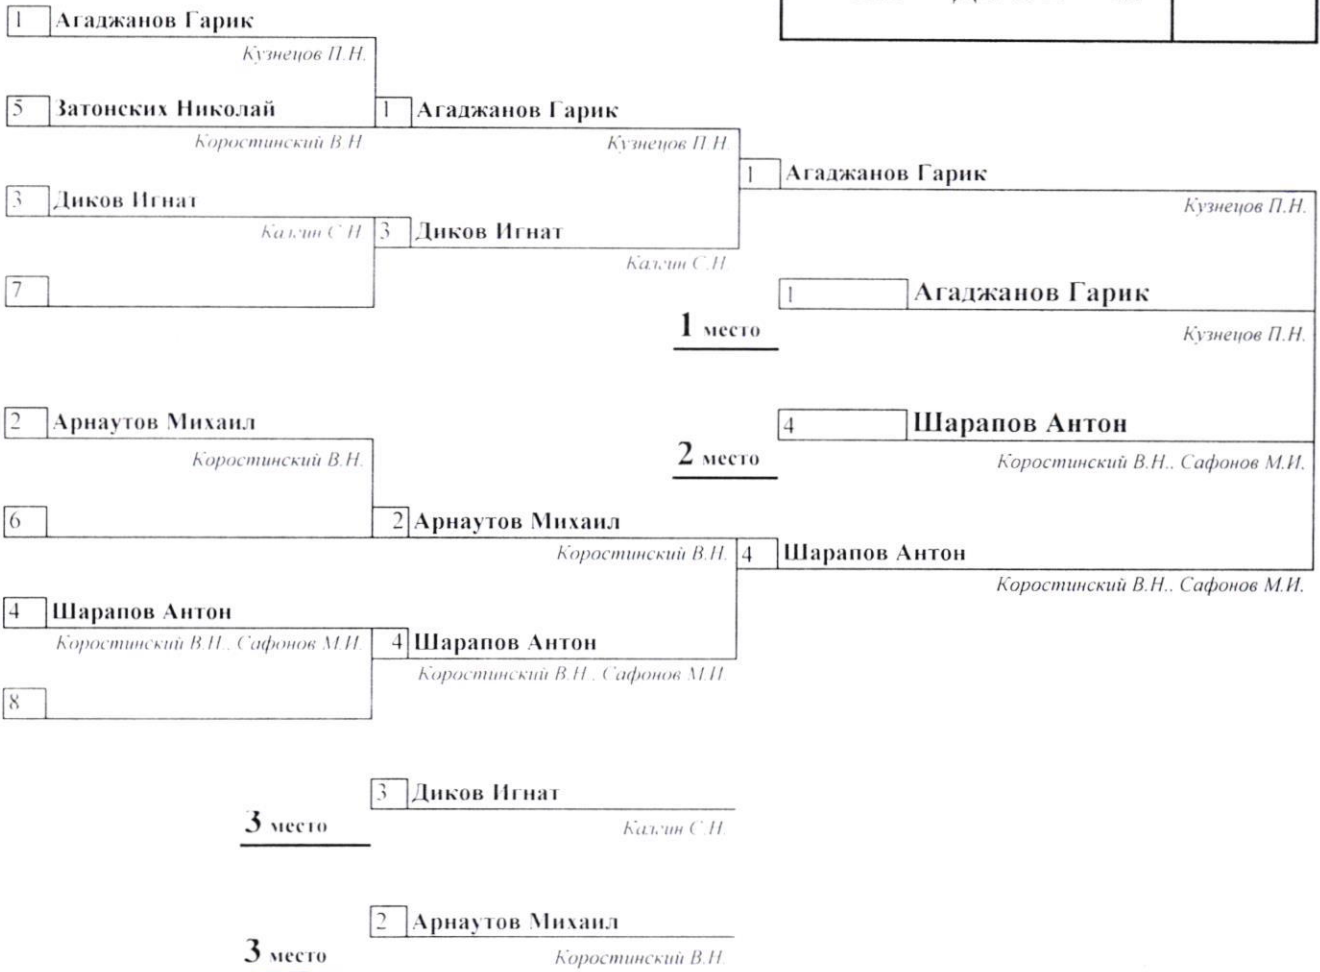 1 Агаджанов Гарик
Кузнецов П.Н.
5 Затонских Николай
Коростинский В.Н
1 Агаджанов Гарик
Кузнецов П.Н.
3 Диков Игнат
С.Н
3 Диков Игнат
С.Н
7
1 Агаджанов Гарик
Кузнецов П.Н.
1 Агаджанов Гарик
1 место
Кузнецов П.Н.
4 Шарапов Антон
2 место
Коростинский В.Н.. Сафонов М.И.
2 Арнаутов Михаил
Коростинский В.Н.
6
2 Арнаутов Михаил
Коростинский В.Н.
4 Шарапов Антон
Коростинский В.Н.. Сафонов М.И.
4 Шарапов Антон
Коростинский В.Н.. Сафонов М.И.
4 Шарапов Антон
Коростинский В.Н.. Сафонов М.И.
8
3 Диков Игнат
3 место
С.Н.
2 Арнаутов Михаил
3 место
Коростинский В.Н.